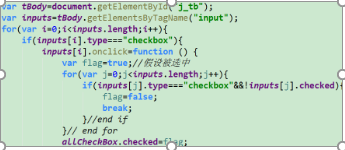 var tBody=document.getElementById("j_tb");
var inputs=tBody.getElementsByTagName("input");
for(var i=0;i<inputs.length;i++){
if(inputs[i].type==="checkbox"){
inputs[i].onclick=function () {
var flag=true;//假设被选中
for(var j=0;j<inputs.length;j++){
if(inputs[j].type==="checkbox"&&!inputs[j].checked){
flag=false;
break;
}//end if
}// end for
allCheckBox.checked=flag;